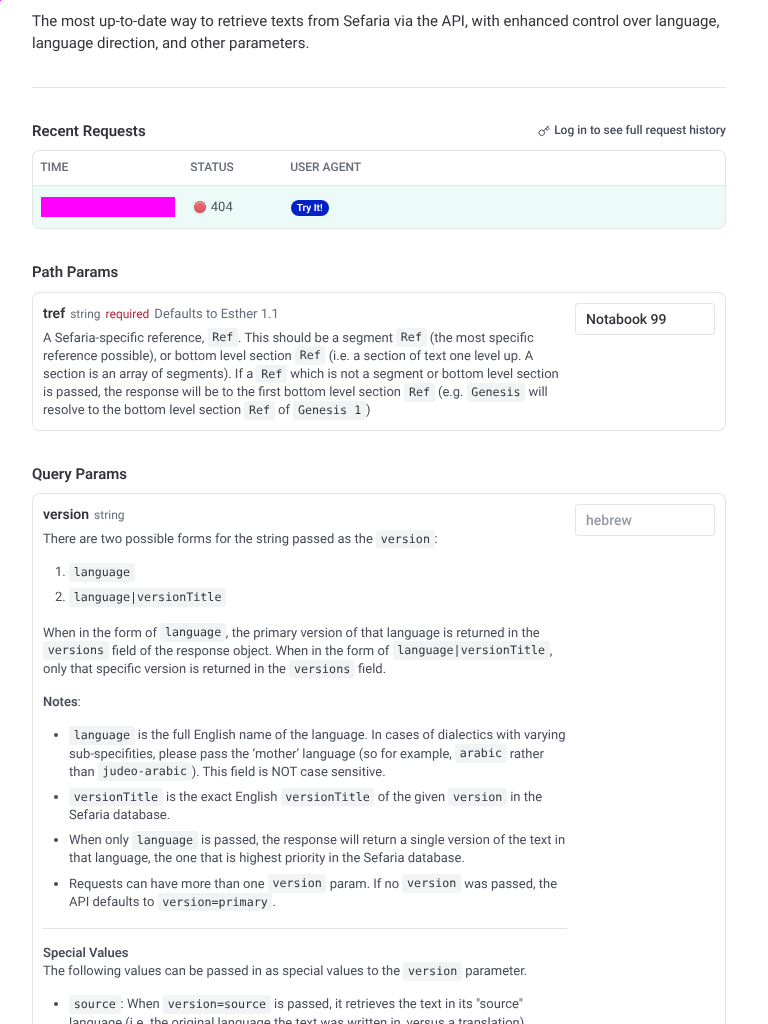 The most up-to-date way to retrieve texts from Sefaria via the API, with enhanced control over language,
language direction, and other parameters.
Recent Requests
Log in to see full request history
TIME STATUS USER AGENT
404 Try It!
Path Params
tref string required Defaults to Esther 1.1
Notabook 99
A Sefaria-specific reference, Ref . This should be a segment Ref (the most specific
reference possible), or bottom level section Ref (i.e. a section of text one level up. A
section is an array of segments). If a Ref which is not a segment or bottom level section
is passed, the response will be to the first bottom level section Ref (e.g. Genesis will
resolve to the bottom level section Ref of Genesis 1 )
Query Params
version string
hebrew
There are two possible forms for the string passed as the version :
1. language
2. language|versionTitle
When in the form of language , the primary version of that language is returned in the
versions field of the response object. When in the form of language|versionTitle ,
only that specific version is returned in the versions field.
Notes:
• language is the full English name of the language. In cases of dialectics with varying
sub-specifities, please pass the ‘mother’ language (so for example, arabic rather
than judeo-arabic ). This field is NOT case sensitive.
• versionTitle is the exact English versionTitle of the given version in the
Sefaria database.
• When only language is passed, the response will return a single version of the text in
that language, the one that is highest priority in the Sefaria database.
• Requests can have more than one version param. If no version was passed, the
API defaults to version=primary .
Special Values
The following values can be passed in as special values to the version parameter.
• source : When version=source is passed, it retrieves the text in its "source"
language (i.e. the original language the text was written in, versus a translation)